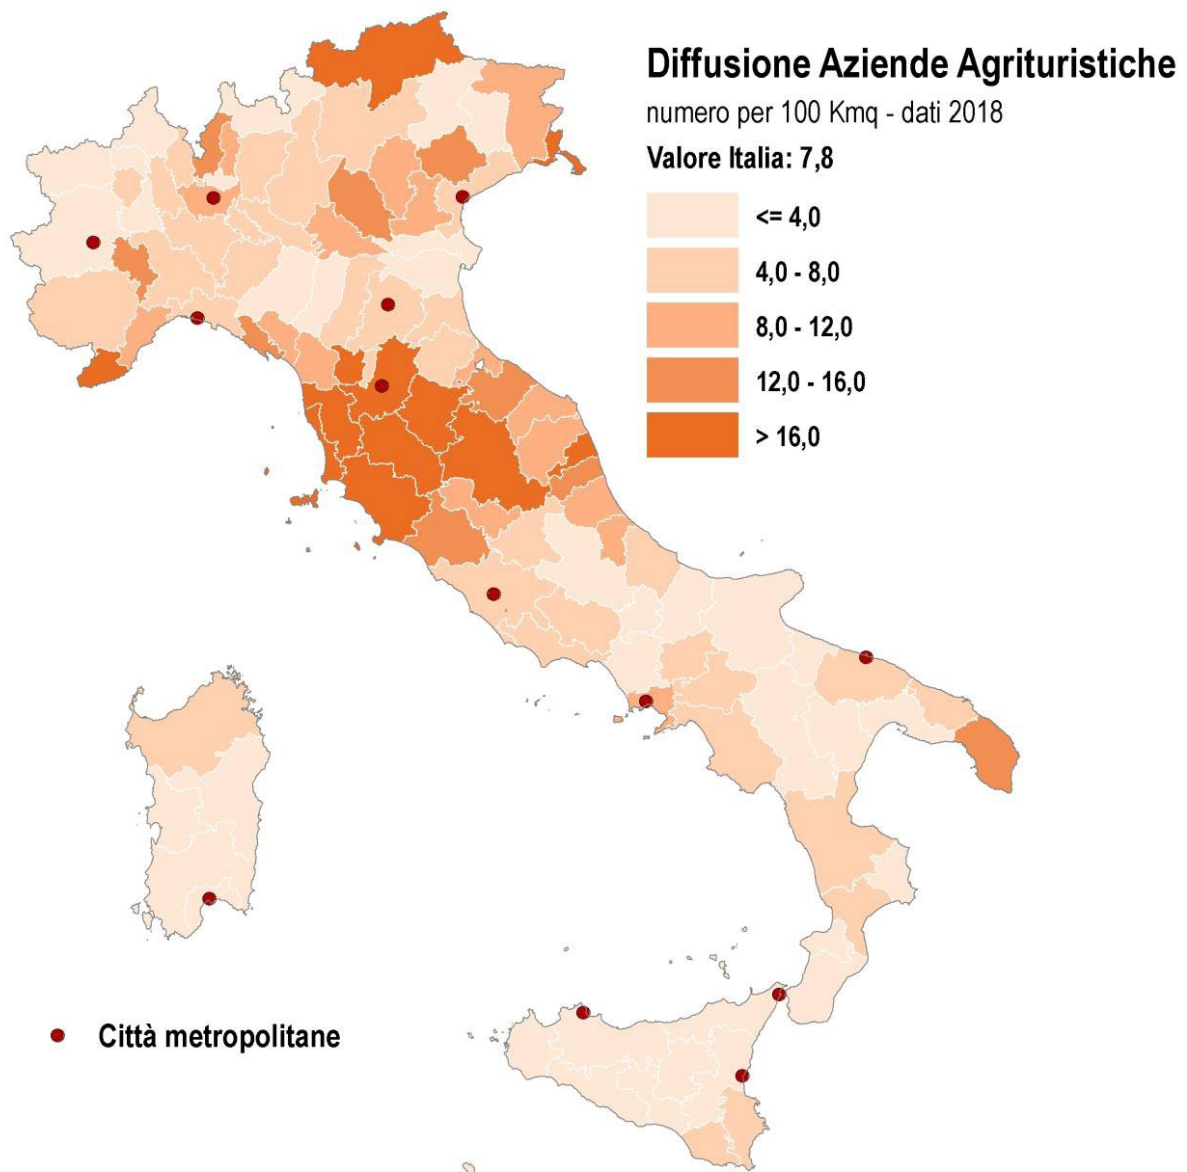 Diffusione Aziende Agrituristiche
numero per 100 Kmq - dati 2018
Valore Italia: 7,8
<= 4,0
4,0 - 8,0
8,0 - 12,0
12,0 - 16,0
> 16,0
Città metropolitane